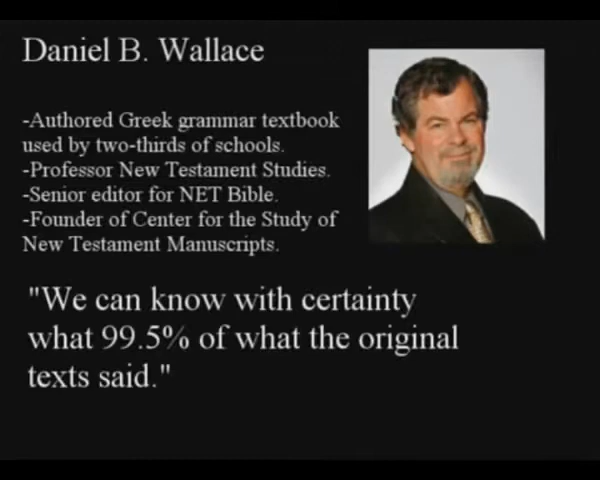 Daniel B. Wallace
-Authored Greek grammar textbook
used by two-thirds of schools.
-Professor New Testament Studies.
-Senior editor for NET Bible.
-Founder of Center for the Study of
New Testament Manuscripts.
"We can know with certainty
what 99.5% of what the original
texts said."